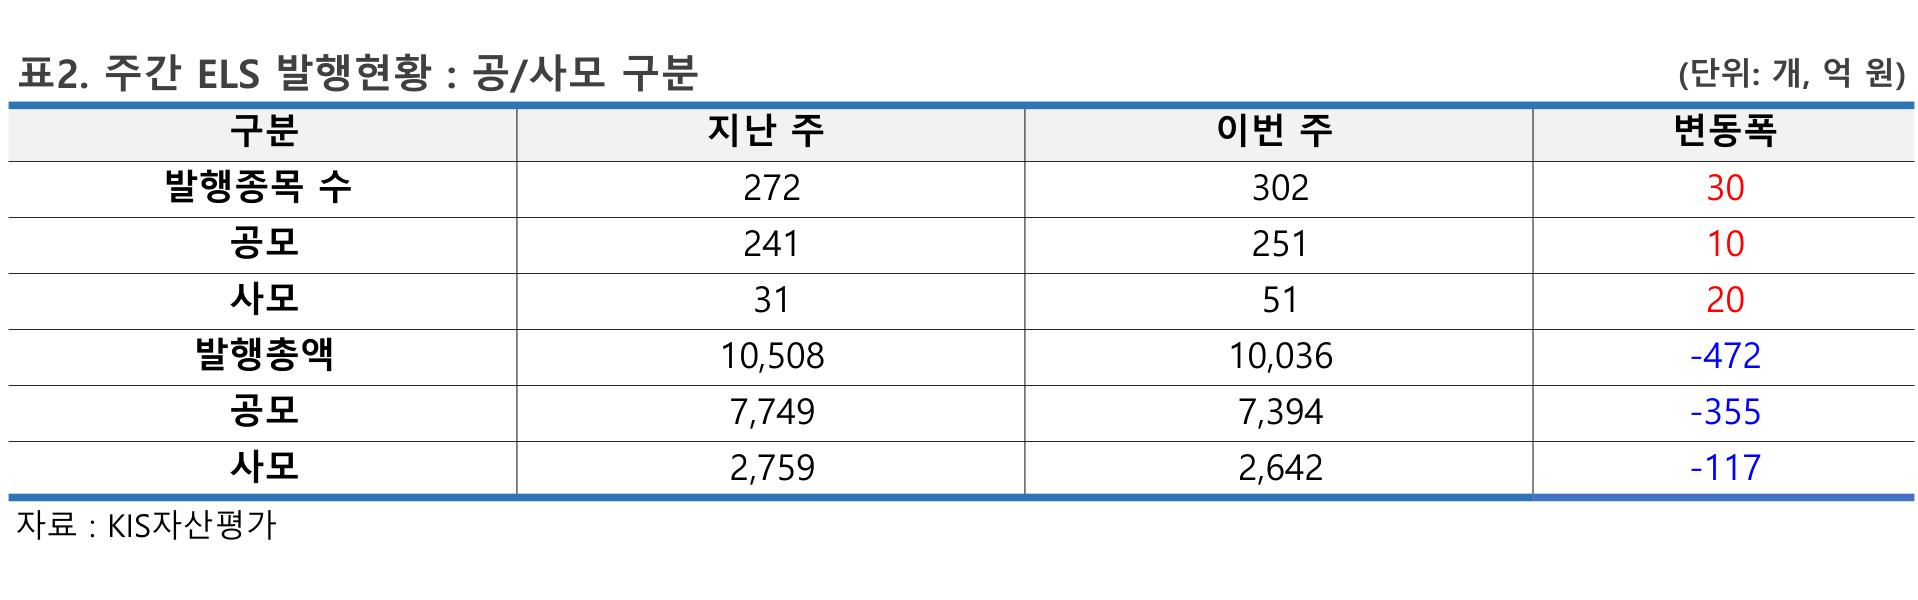 표2. 주간 ELS 발행현황 : 공/사모 구분 (단위: 개, 억 원)
구분 지난 주 이번 주 변동폭
발행종목 수 272 302 30
공모 241 251 10
사모 31 51 20
발행총액 10,508 10,036 -472
공모 7,749 7,394 -355
사모 2,759 2,642 -117
자료 : KIS자산평가